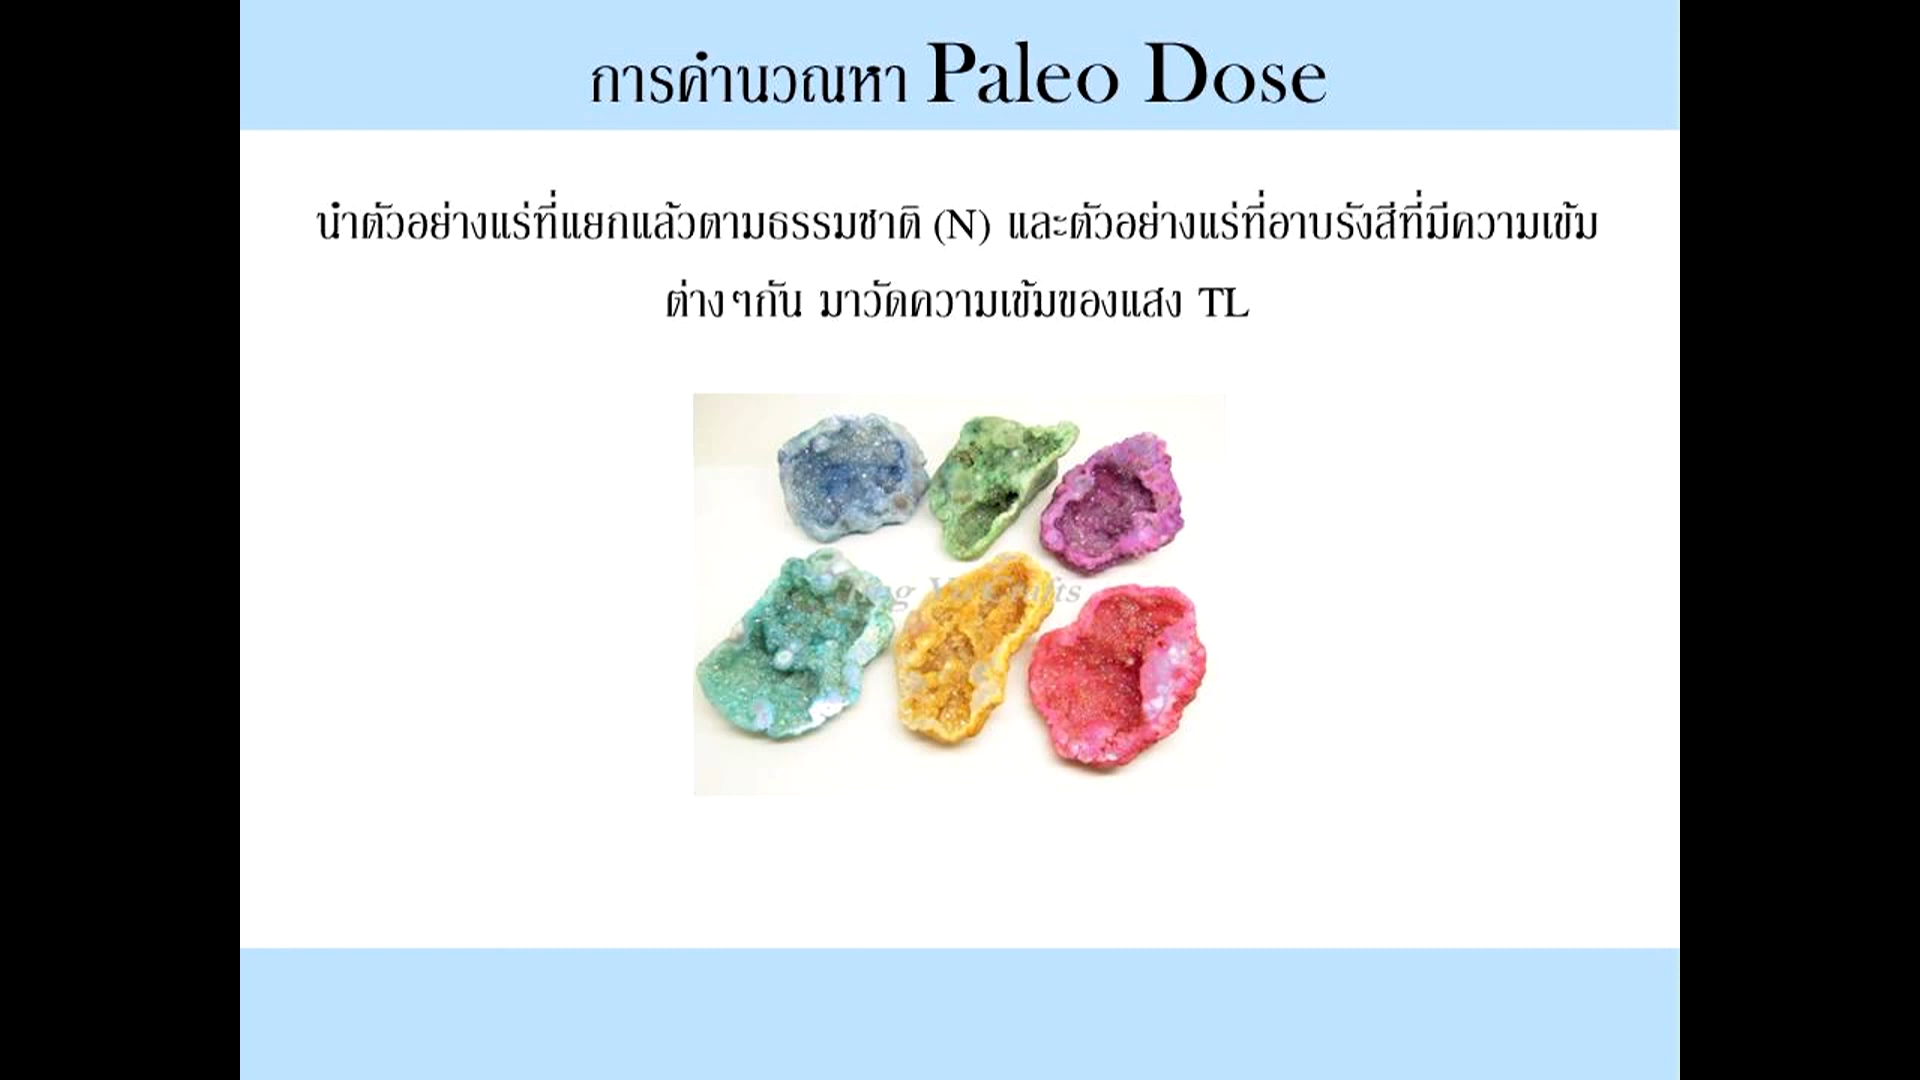 การคำนวณหา Paleo Dose
นำตัวอย่างแร่ที่แยกแล้วตามธรรมชาติ (N) และตัวอย่างแร่ที่อาบรังสีที่มีความเข้ม
ต่างๆกัน มาวัดความเข้มของแสง TL
Crafts